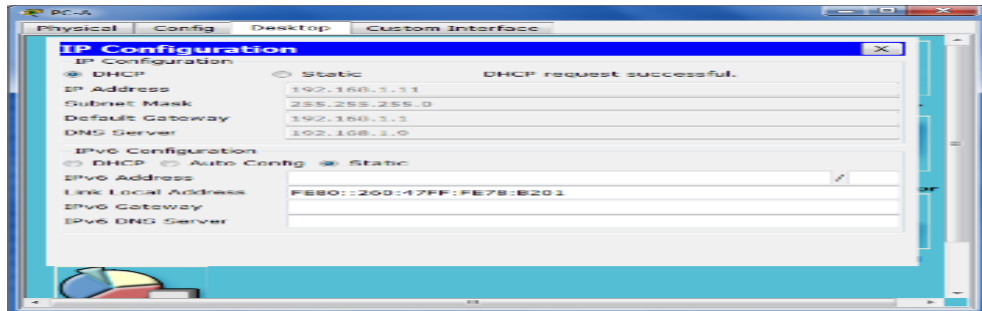 PC-A
Physical Config Desktop Custom Interface
IP Configuration
IP Configuration
DHCP Static DHCP request successful.
IP Address 192.168.1.11
Subnet Mask 255.255.255.0
Default Gateway 192.168.1.1
DNS Server 192.168.1.9
IPv6 Configuration
DHCP Auto Config Static
IPv6 Address /
Link Local Address FE80::260:47FF:FE7B:B201
IPv6 Gateway
IPv6 DNS Server
or